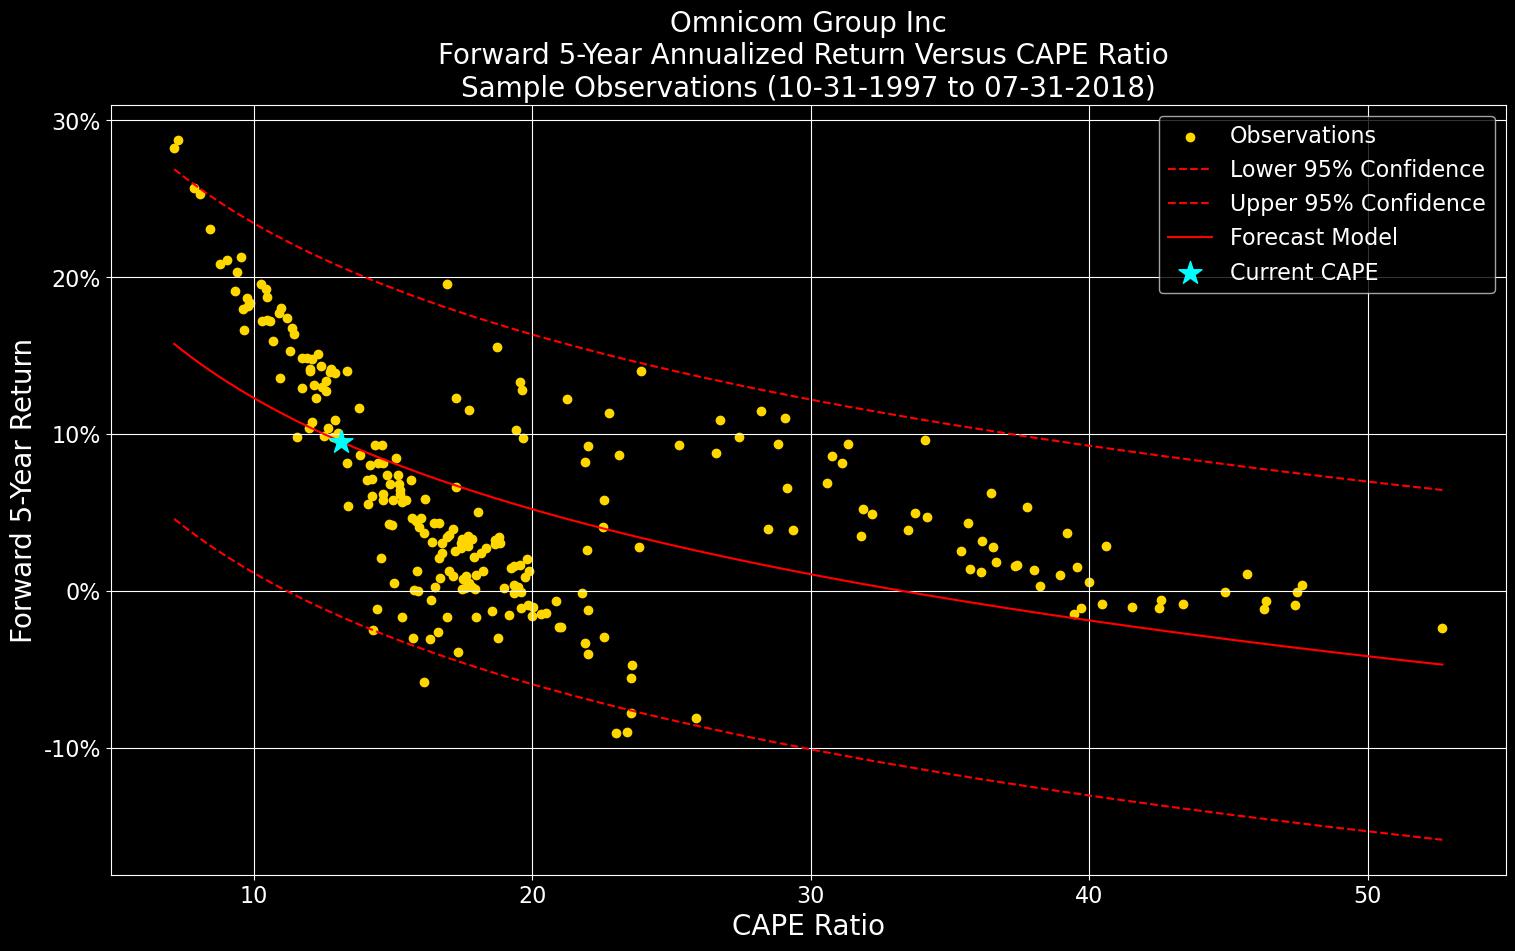 Omnicom Group Inc
Forward 5-Year Annualized Return Versus CAPE Ratio
Sample Observations (10-31-1997 to 07-31-2018)
Observations
Lower 95% Confidence
Upper 95% Confidence
Forecast Model
Current CAPE
Forward 5-Year Return
30%
20%
10%
0%
-10%
10 20 30 40 50
CAPE Ratio